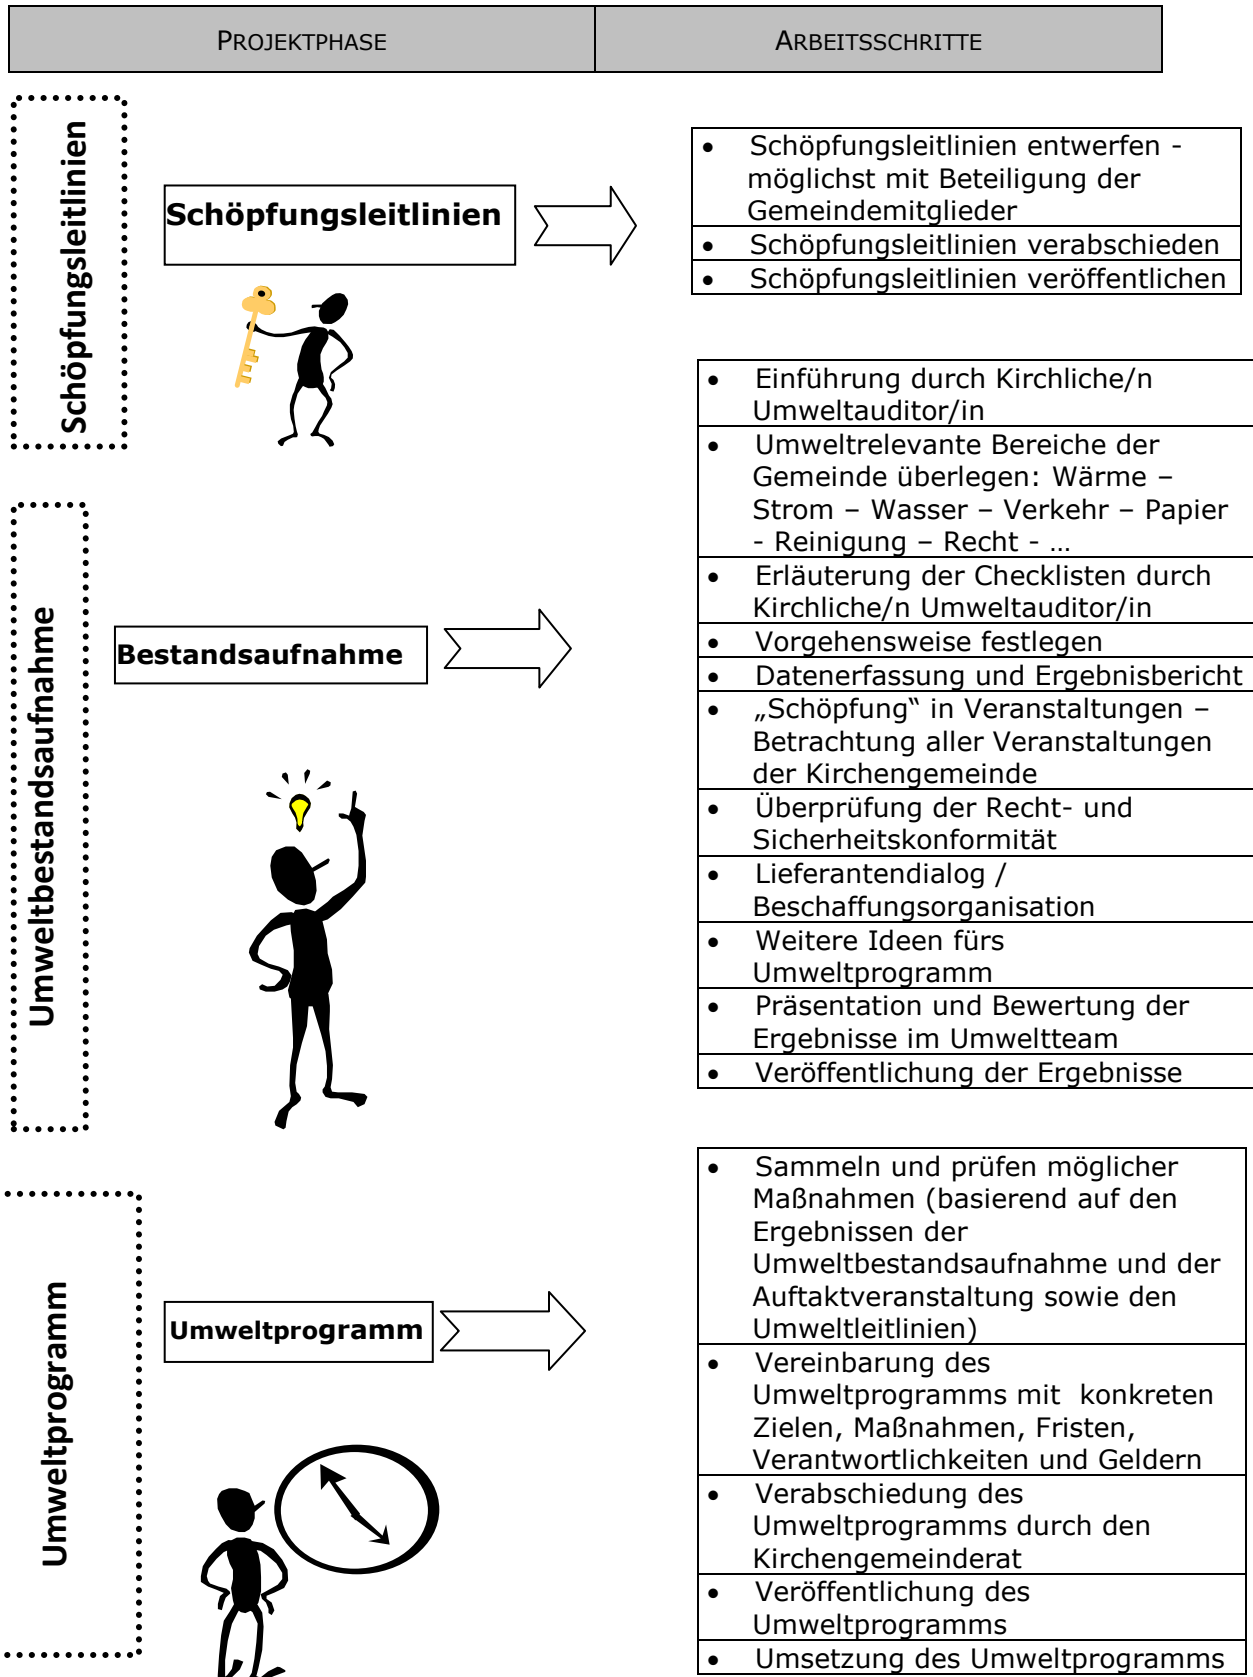 PROJEKTPHASE
ARBEITSSCHRITTE
Schöpfungsleitlinien
Schöpfungsleitlinien
• Schöpfungsleitlinien entwerfen -
möglichst mit Beteiligung der
Gemeindemitglieder
• Schöpfungsleitlinien verabschieden
• Schöpfungsleitlinien veröffentlichen
Umweltbestandsaufnahme
Bestandsaufnahme
• Einführung durch Kirchliche/n
Umweltauditor/in
• Umweltrelevante Bereiche der
Gemeinde überlegen: Wärme –
Strom – Wasser – Verkehr – Papier
- Reinigung – Recht - …
• Erläuterung der Checklisten durch
Kirchliche/n Umweltauditor/in
• Vorgehensweise festlegen
• Datenerfassung und Ergebnisbericht
• „Schöpfung“ in Veranstaltungen –
Betrachtung aller Veranstaltungen
der Kirchengemeinde
• Überprüfung der Recht- und
Sicherheitskonformität
• Lieferantendialog /
Beschaffungsorganisation
• Weitere Ideen fürs
Umweltprogramm
• Präsentation und Bewertung der
Ergebnisse im Umweltteam
• Veröffentlichung der Ergebnisse
Umweltprogramm
Umweltprogramm
• Sammeln und prüfen möglicher
Maßnahmen (basierend auf den
Ergebnissen der
Umweltbestandsaufnahme und der
Auftaktveranstaltung sowie den
Umweltleitlinien)
• Vereinbarung des
Umweltprogramms mit  konkreten
Zielen, Maßnahmen, Fristen,
Verantwortlichkeiten und Geldern
• Verabschiedung des
Umweltprogramms durch den
Kirchengemeinderat
• Veröffentlichung des
Umweltprogramms
• Umsetzung des Umweltprogramms